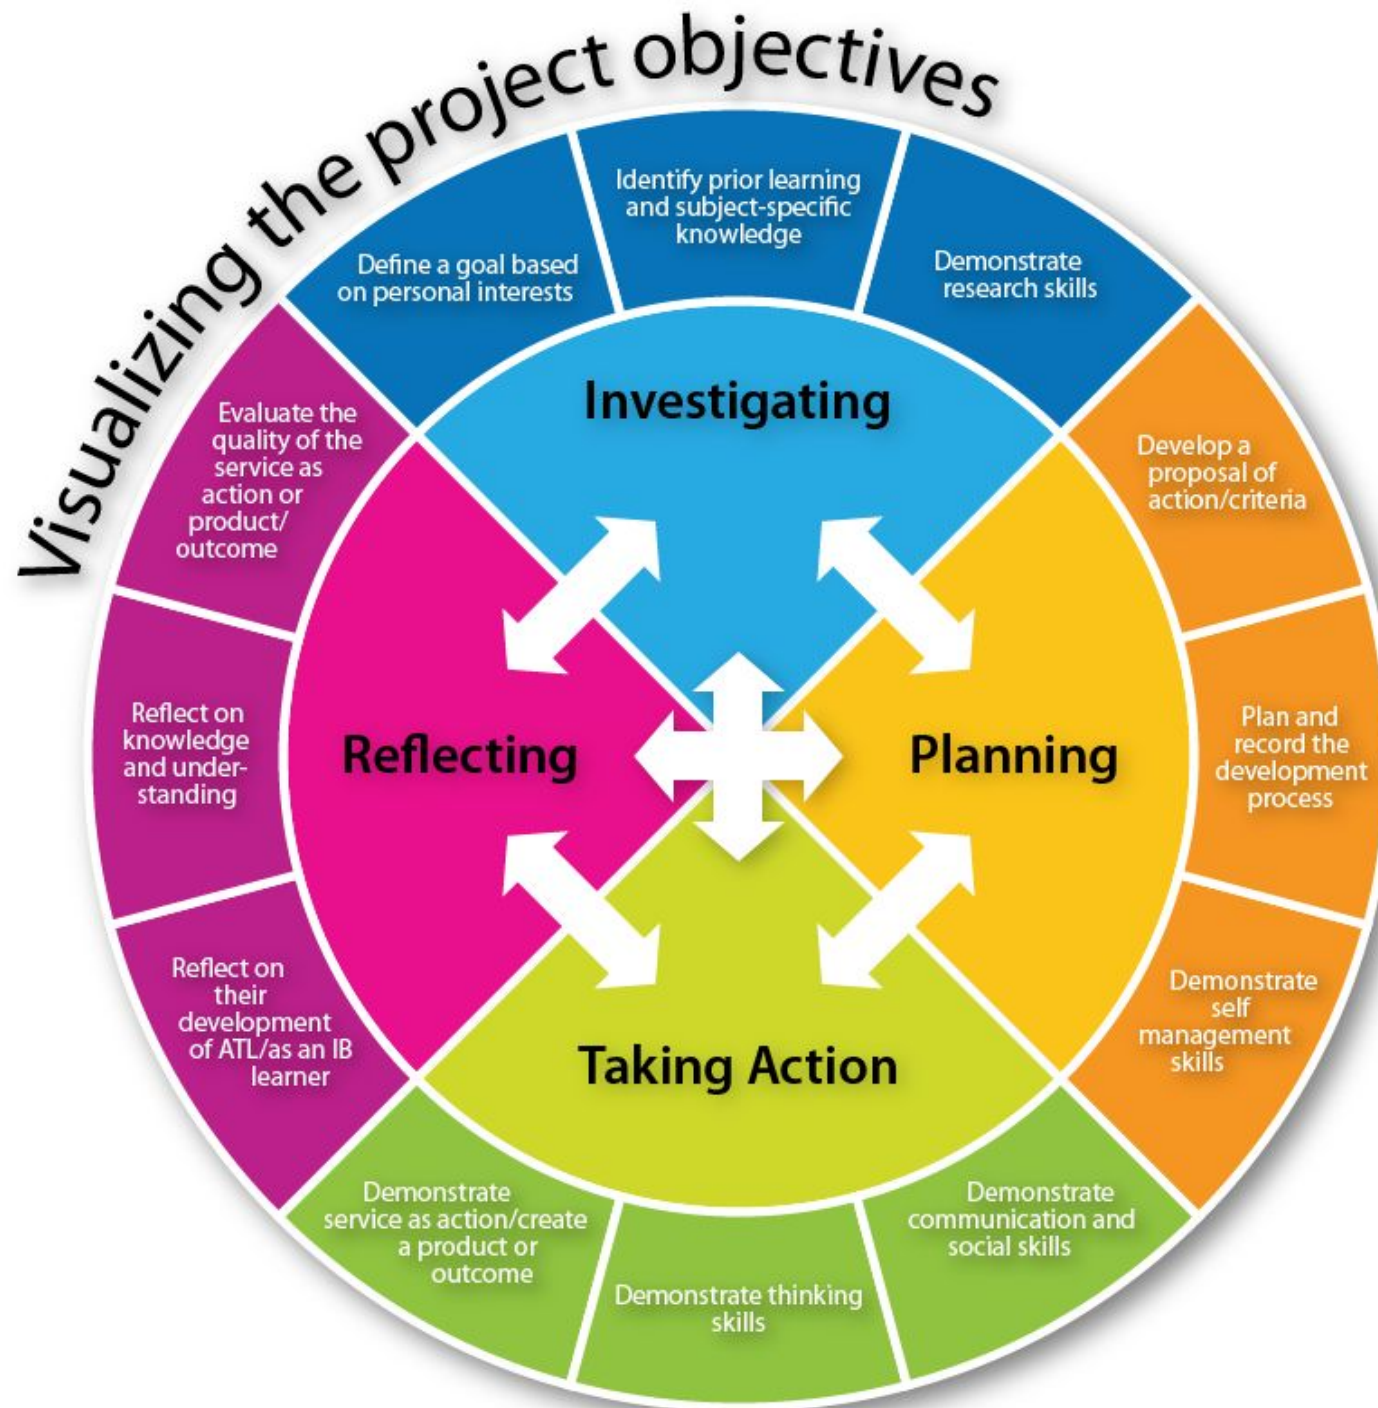 Visualizing the project objectives
Define a goal based
on personal interests
Identify prior learning
and subject-specific
knowledge
Demonstrate
research skills
Investigating
Evaluate the
quality of the
service as
action or
product/
outcome
Develop a
proposal of
action/criteria
Reflect on
knowledge
and under-
standing
Reflecting
Planning
Plan and
record the
development
process
Reflect on
their
development
of ATL/as an IB
learner
Demonstrate
self
management
skills
Taking Action
Demonstrate
service as action/create
a product or
outcome
Demonstrate thinking
skills
Demonstrate
communication and
social skills